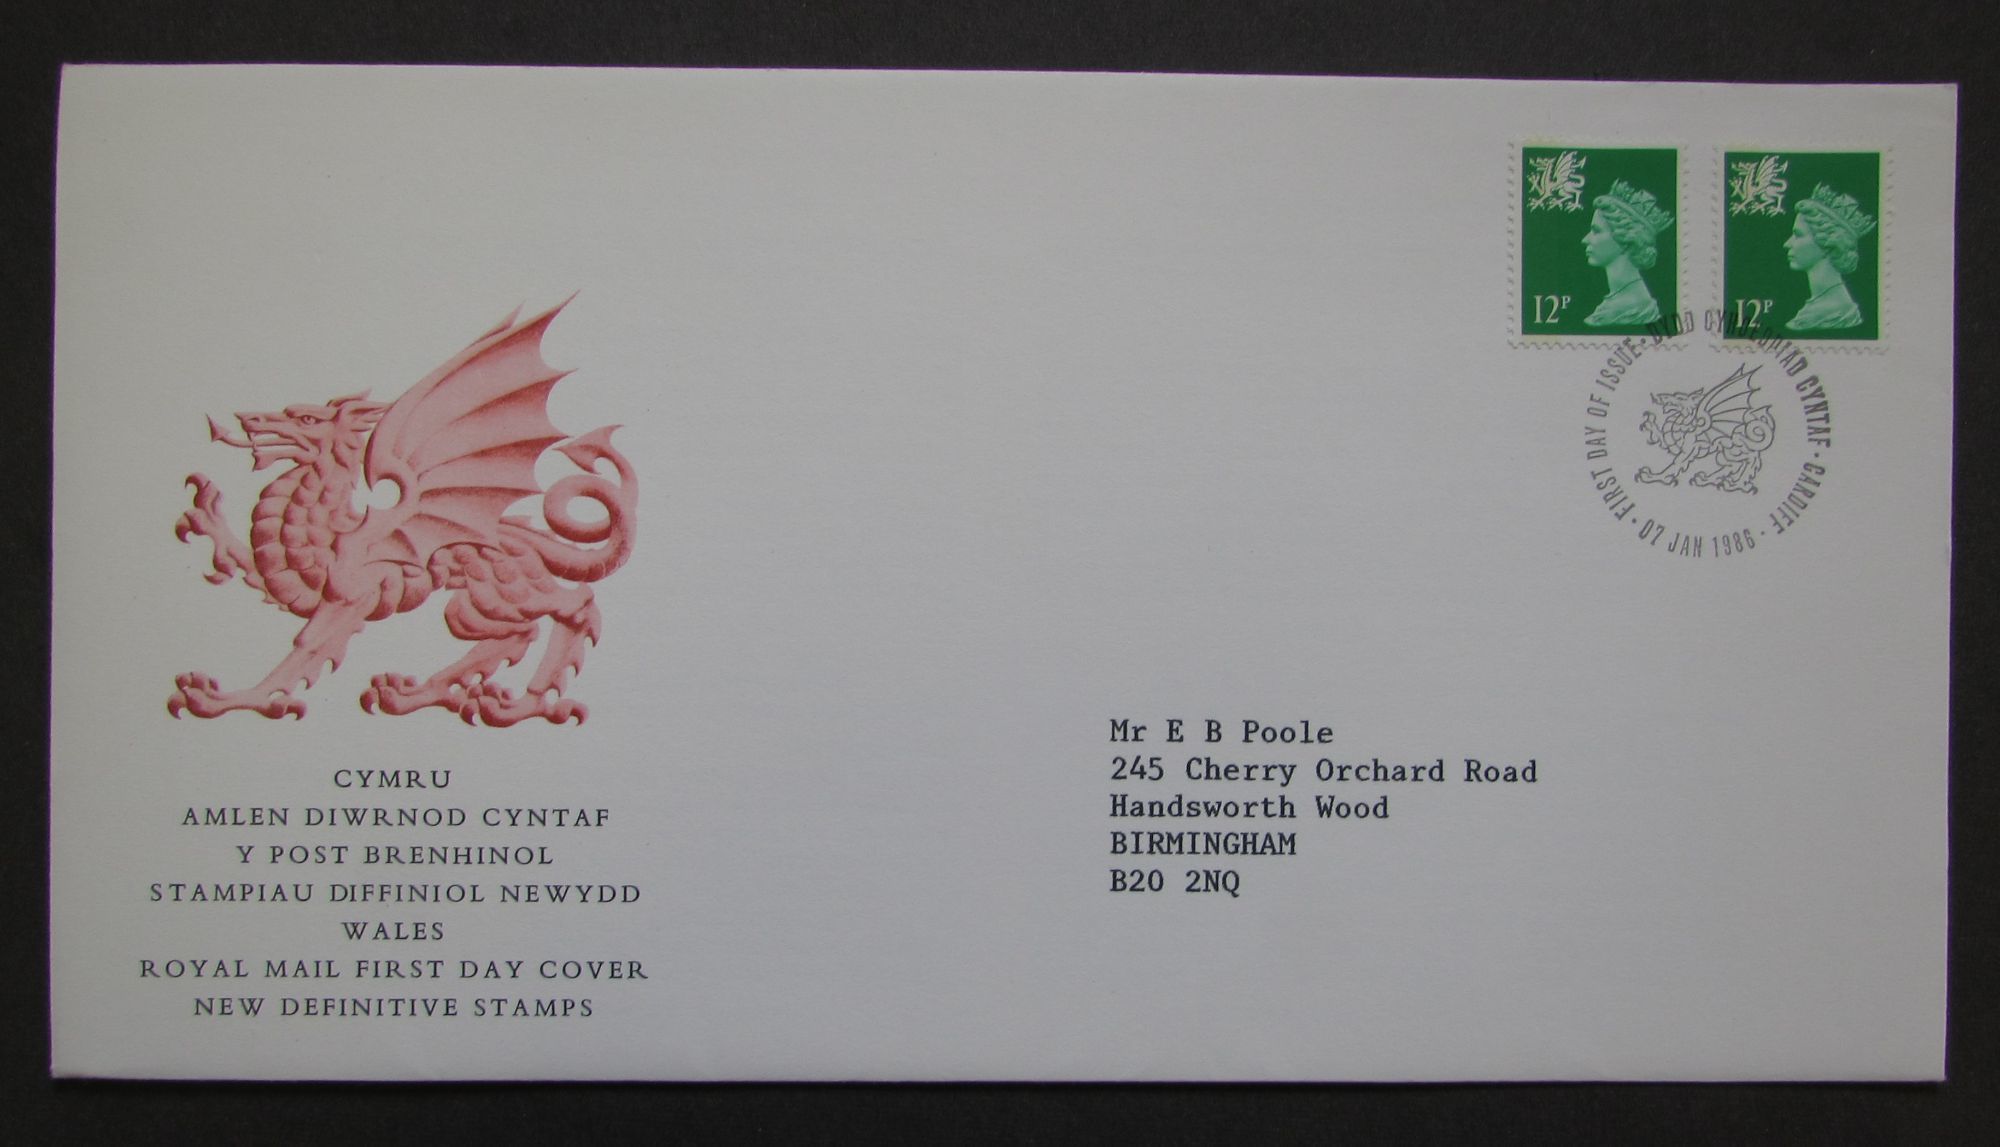 12P
12P
FIRST DAY OF ISSUE · DYDD CYHOEDDIAD CYNTAF · CARDIFF · 07 JAN 1986 ·
CYMRU
AMLEN DIWRNOD CYNTAF
Y POST BRENHINOL
STAMPIAU DIFFINIOL NEWYDD
WALES
ROYAL MAIL FIRST DAY COVER
NEW DEFINITIVE STAMPS
Mr E B Poole
245 Cherry Orchard Road
Handsworth Wood
BIRMINGHAM
B20 2NQ